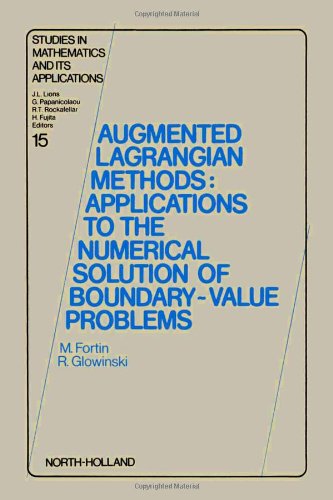 STUDIES IN
MATHEMATICS
AND ITS
APPLICATIONS
J.L. LIONS
G. PAPANICOLAOU
R.T. ROCKAFELLAR
H. FUJITA
EDITORS
15
AUGMENTED
LAGRANGIAN
METHODS:
APPLICATIONS
TO THE
NUMERICAL
SOLUTION OF
BOUNDARY-VALUE
PROBLEMS
M. Fortin
R. Glowinski
NORTH-HOLLAND